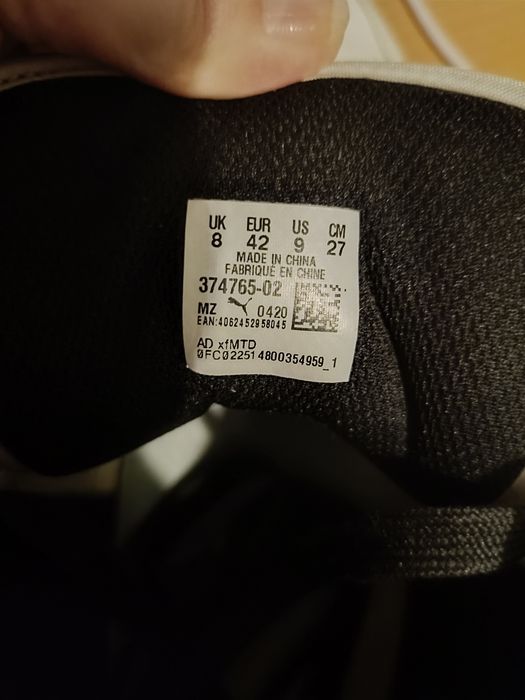 UK EUR US CM
8 42 9 27
MADE IN CHINA
FABRIQUÉ EN CHINE
374765-02
MZ 0420
EAN:4062452958045
AD xfMTD
0FC022514800354959_1